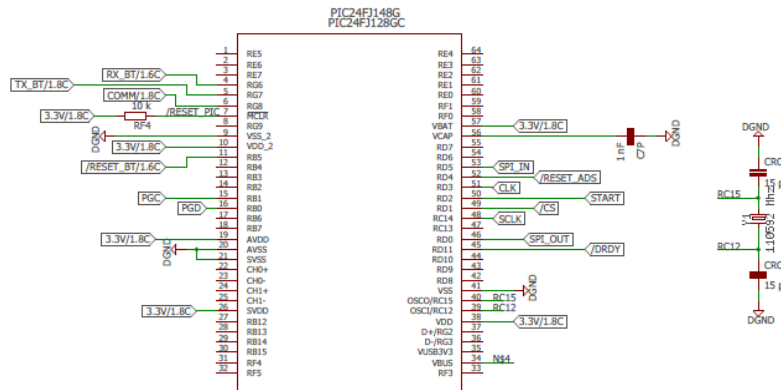 PIC24FJ148G
PIC24FJ128GC
1 RE5 RE4 64
2 RE6 RE3 63
3 RE7 RE2 62
RX_BT/1.6C 4 RG6 RE1 61
TX_BT/1.8C 5 RG7 RE0 60
COMM/1.8C 6 RG8 RF1 59
10 k
3.3V/1.8C RF4 /RESET_PIC 7 MCLR RF0 58
8 RG9 VBAT 57 3.3V/1.8C
DGND 9 VSS_2 VCAP 56 1nF C7P DGND
3.3V/1.8C 10 VDD_2 RD7 55
11 RB5 RD6 54
/RESET_BT/1.6C 12 RB4 RD5 53 SPI_IN
13 RB3 RD4 52 /RESET_ADS
14 RB2 RD3 51 CLK
PGC 15 RB1 RD2 50 START
PGD 16 RB0 RD1 49 /CS
17 RB6 RC14 48 SCLK
18 RB7 RC13 47
3.3V/1.8C 19 AVDD RD0 46 SPI_OUT
DGND 20 AVSS RD11 45 /DRDY
21 SVSS RD10 44
22 CH0+ RD9 43
23 CH0- RD8 42
24 CH1+ VSS 41 DGND
25 CH1- OSCO/RC15 40 RC15
3.3V/1.8C 26 SVDD OSCI/RC12 39 RC12
27 RB12 VDD 38 3.3V/1.8C
28 RB13 D+/RG2 37
29 RB14 D-/RG3 36
30 RB15 VUSB3V3 35
31 RF4 VBUS 34 N$4
32 RF5 RF3 33
DGND
CRC
15 p
RC15
Y1
110592
RC12
CRC
15 p
DGND